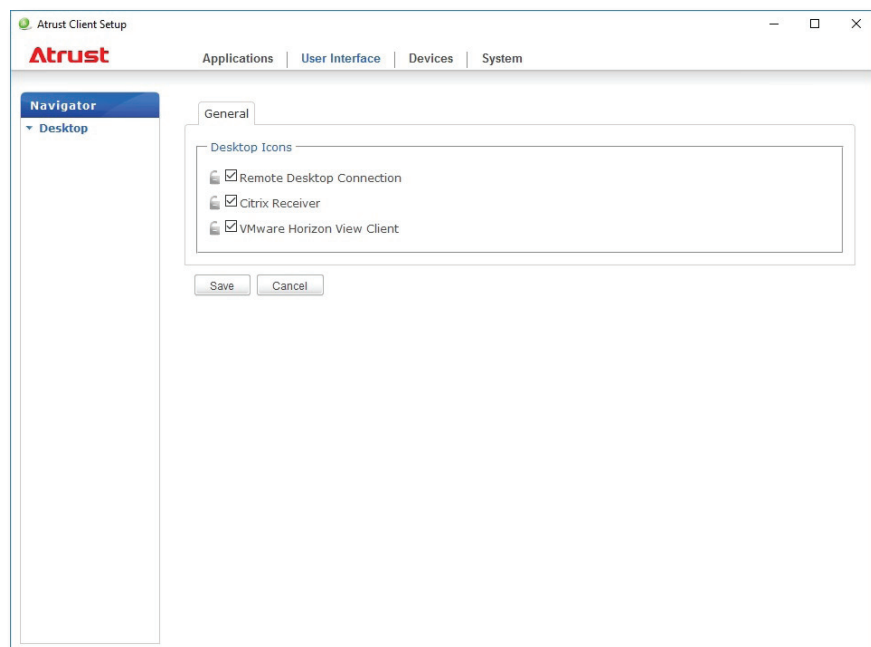 Atrust Client Setup
Atrust
Applications User Interface Devices System
Navigator
Desktop
General
Desktop Icons
Remote Desktop Connection
Citrix Receiver
VMware Horizon View Client
Save Cancel